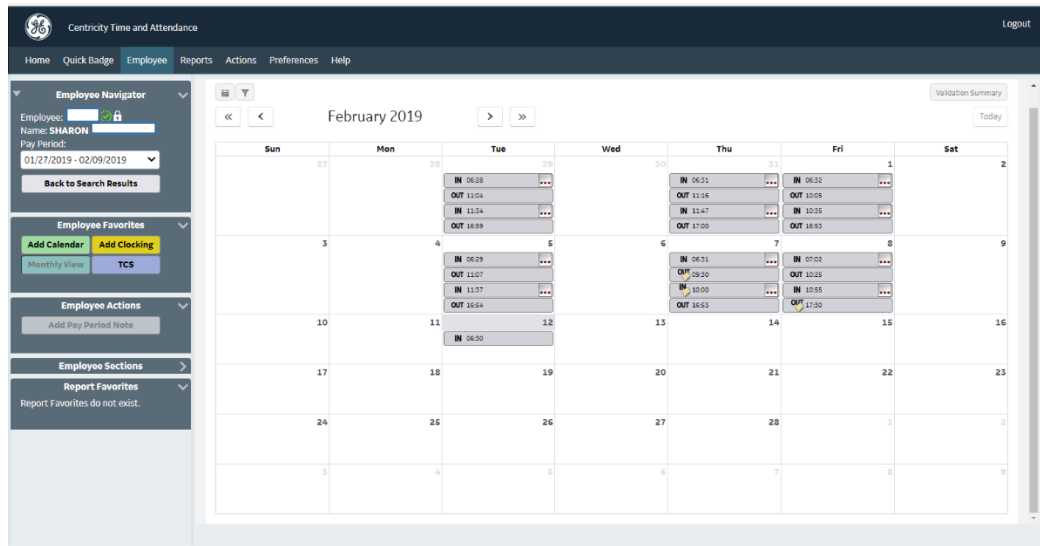 Centricity Time and Attendance
Logout
Home Quick Badge Employee Reports Actions Preferences Help
Employee Navigator
Employee:
Name: SHARON
Pay Period:
01/27/2019 - 02/09/2019
Back to Search Results
Employee Favorites
Add Calendar Add Clocking
Monthly View TCS
Employee Actions
Add Pay Period Note
Employee Sections
Report Favorites
Report Favorites do not exist.
Validation Summary
« < February 2019 > » Today
Sun Mon Tue Wed Thu Fri Sat
27 28 29 30 31 1 2
IN 06:28 ... IN 06:31 ... IN 06:32 ...
OUT 11:04 OUT 11:16 OUT 10:05
IN 11:34 ... IN 11:47 ... IN 10:35 ...
OUT 16:59 OUT 17:00 OUT 16:53
3 4 5 6 7 8 9
IN 06:29 ... IN 06:31 ... IN 07:02 ...
OUT 11:07 OUT 09:30 OUT 10:25
IN 11:37 ... IN 10:00 ... IN 10:55 ...
OUT 16:54 OUT 16:53 OUT 17:30
10 11 12 13 14 15 16
IN 06:30
17 18 19 20 21 22 23
24 25 26 27 28 1 2
3 4 5 6 7 8 9